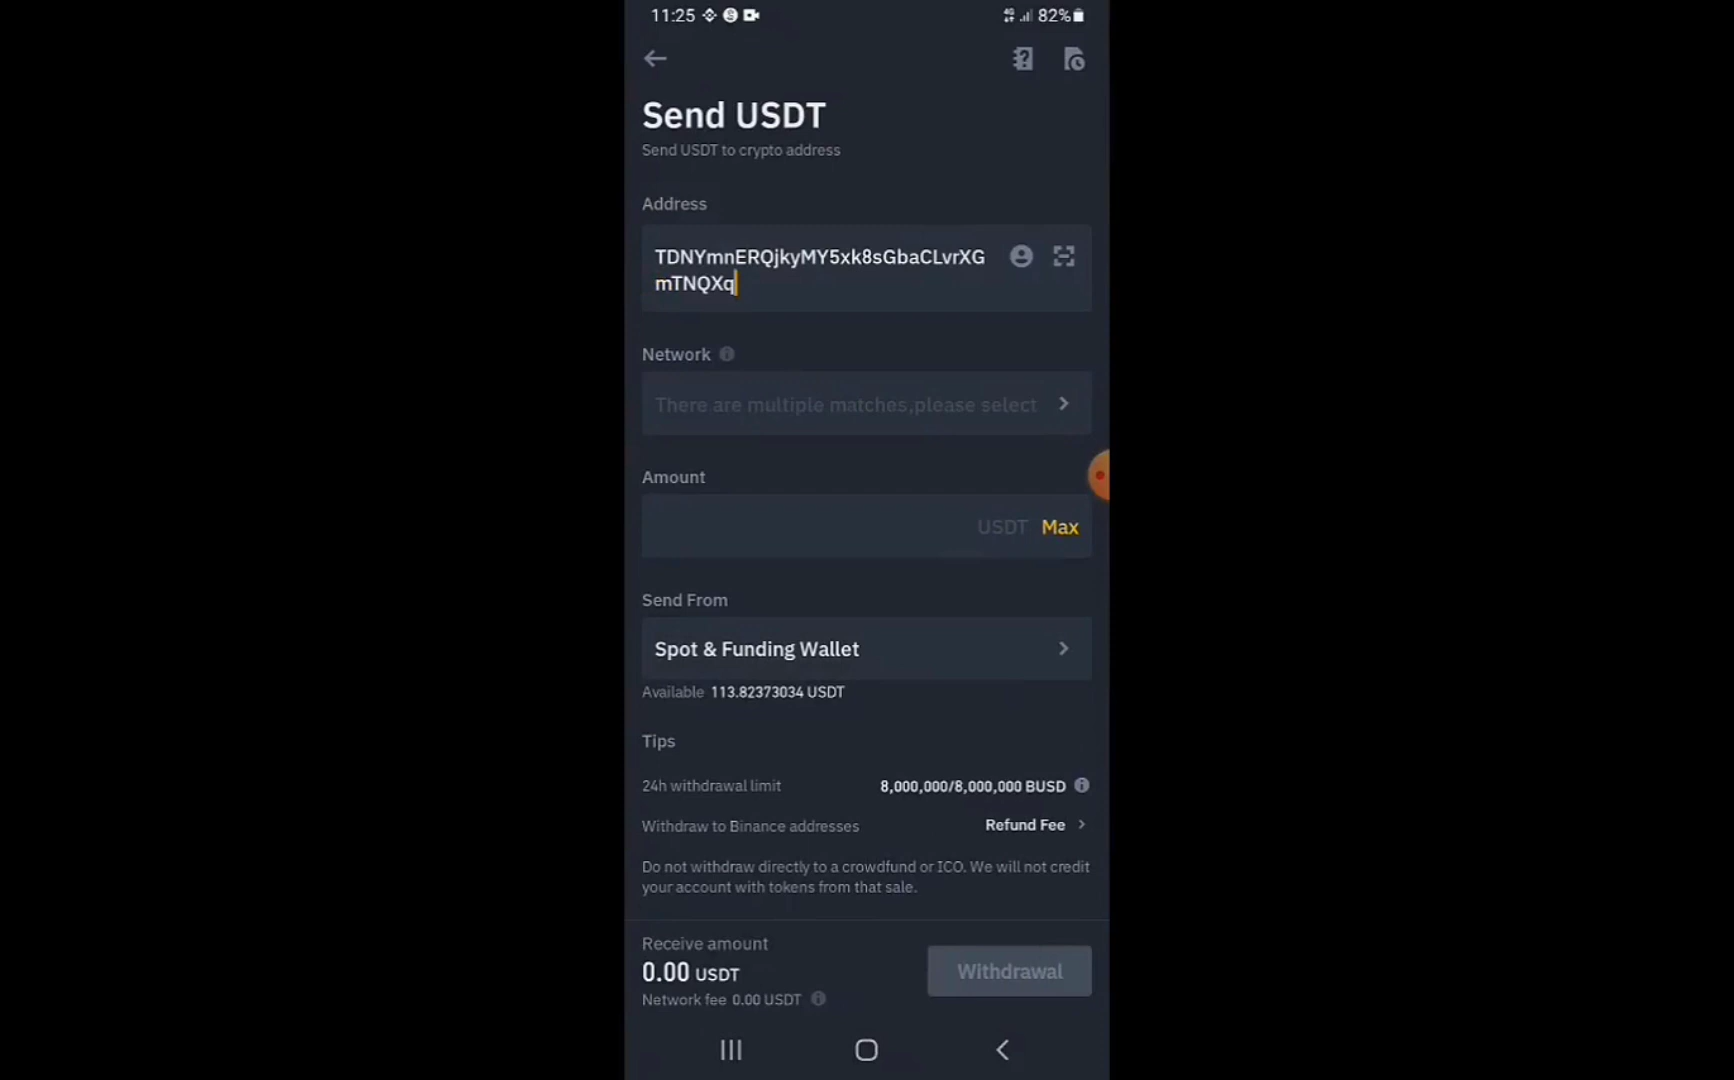 11:25
82%
Send USDT
Send USDT to crypto address
Address
TDNYmnERQjkyMY5xk8sGbaCLvrXG
mTNQXq
Network
There are multiple matches,please select
Amount
USDT Max
Send From
Spot & Funding Wallet
Available 113.82373034 USDT
Tips
24h withdrawal limit 8,000,000/8,000,000 BUSD
Withdraw to Binance addresses Refund Fee
Do not withdraw directly to a crowdfund or ICO. We will not credit
your account with tokens from that sale.
Receive amount
0.00 USDT
Withdrawal
Network fee 0.00 USDT